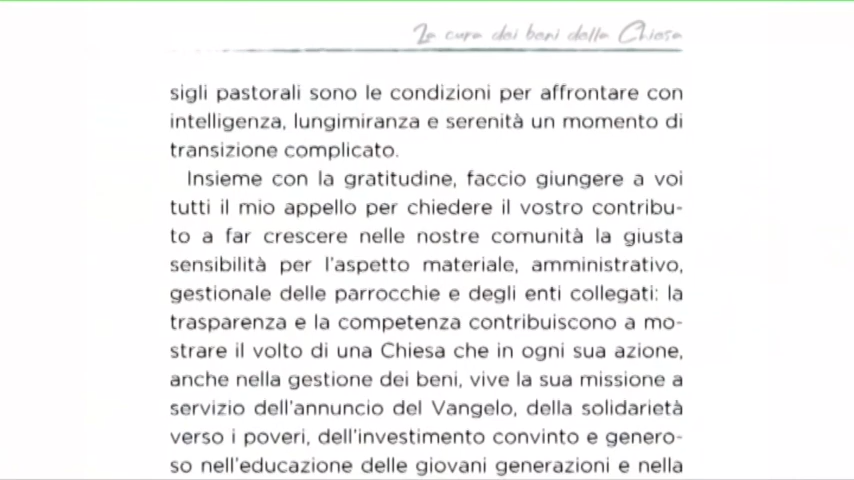 La cura dei beni della Chiesa
sigli pastorali sono le condizioni per affrontare con
intelligenza, lungimiranza e serenità un momento di
transizione complicato.
Insieme con la gratitudine, faccio giungere a voi
tutti il mio appello per chiedere il vostro contribu-
to a far crescere nelle nostre comunità la giusta
sensibilità per l'aspetto materiale, amministrativo,
gestionale delle parrocchie e degli enti collegati: la
trasparenza e la competenza contribuiscono a mo-
strare il volto di una Chiesa che in ogni sua azione,
anche nella gestione dei beni, vive la sua missione a
servizio dell'annuncio del Vangelo, della solidarietà
verso i poveri, dell'investimento convinto e genero-
so nell'educazione delle giovani generazioni e nella